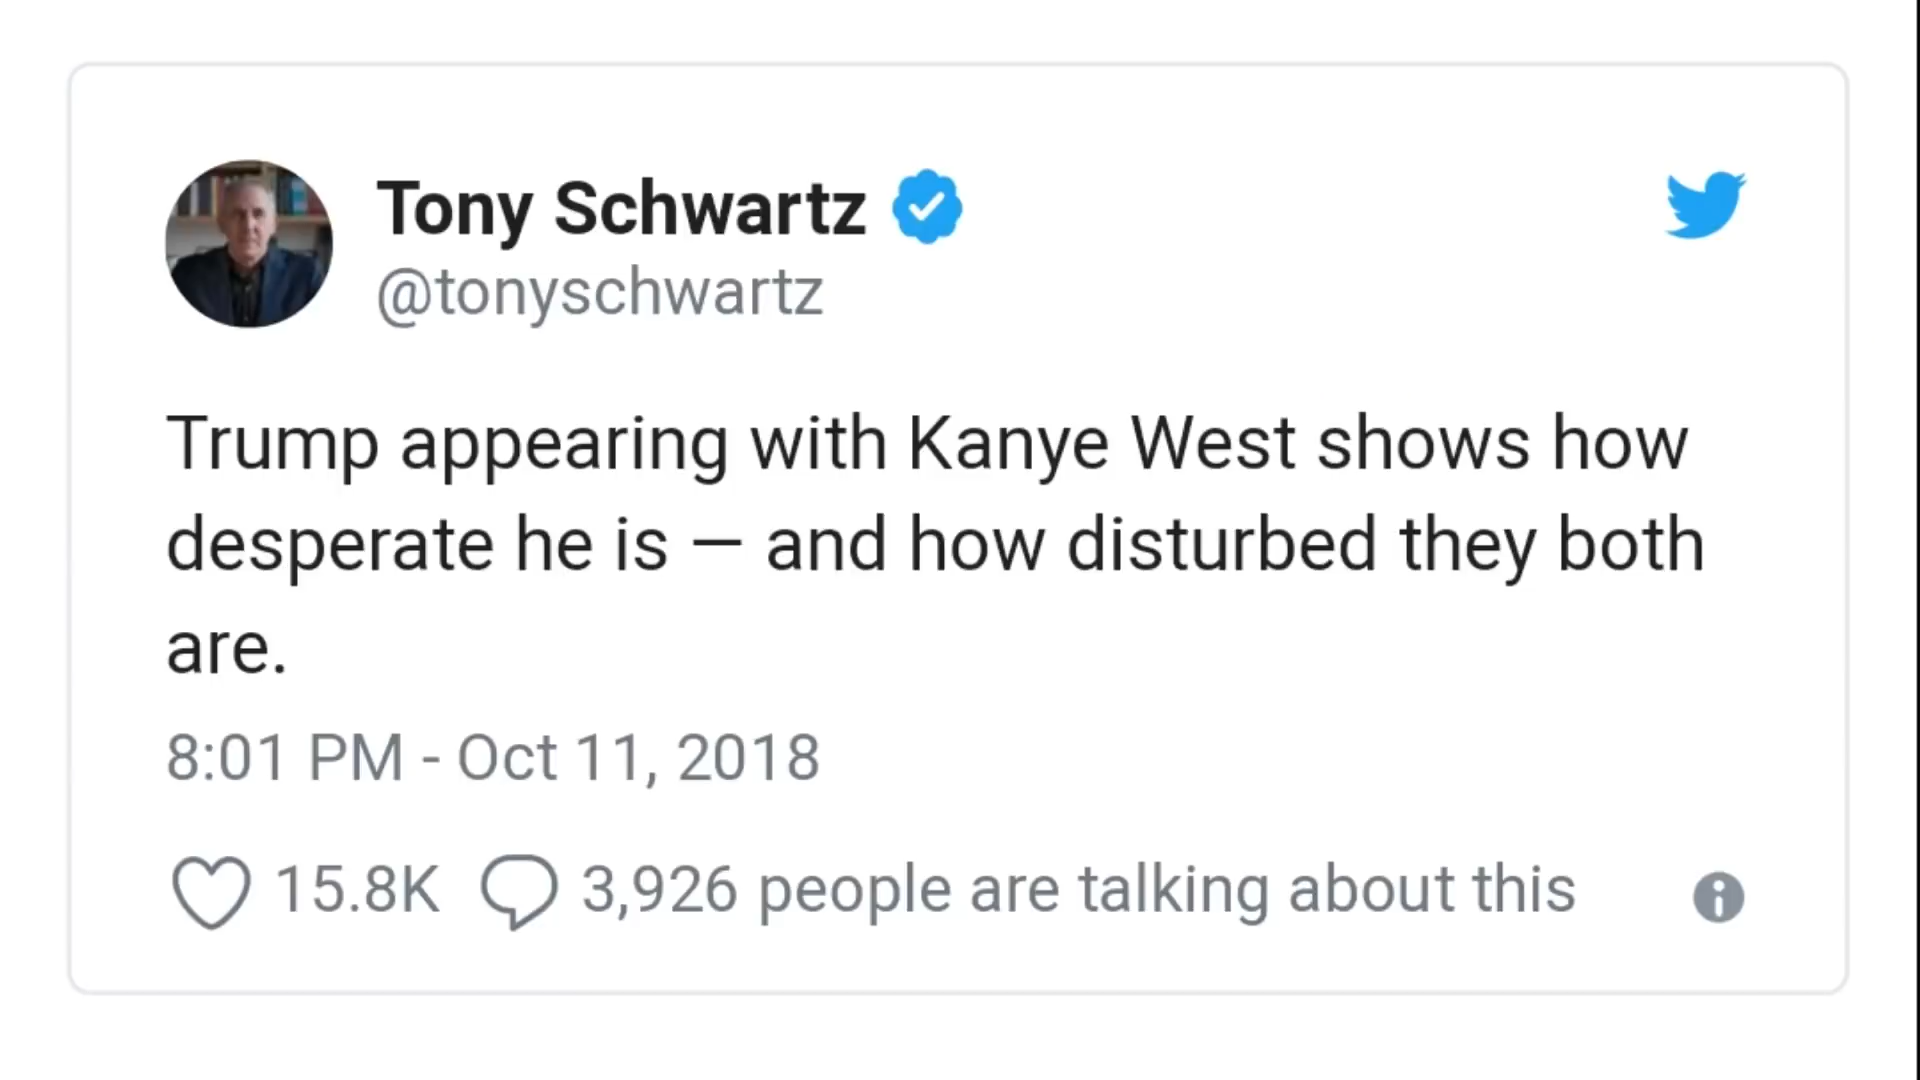 Tony Schwartz
@tonyschwartz
Trump appearing with Kanye West shows how
desperate he is — and how disturbed they both
are.
8:01 PM - Oct 11, 2018
15.8K 3,926 people are talking about this